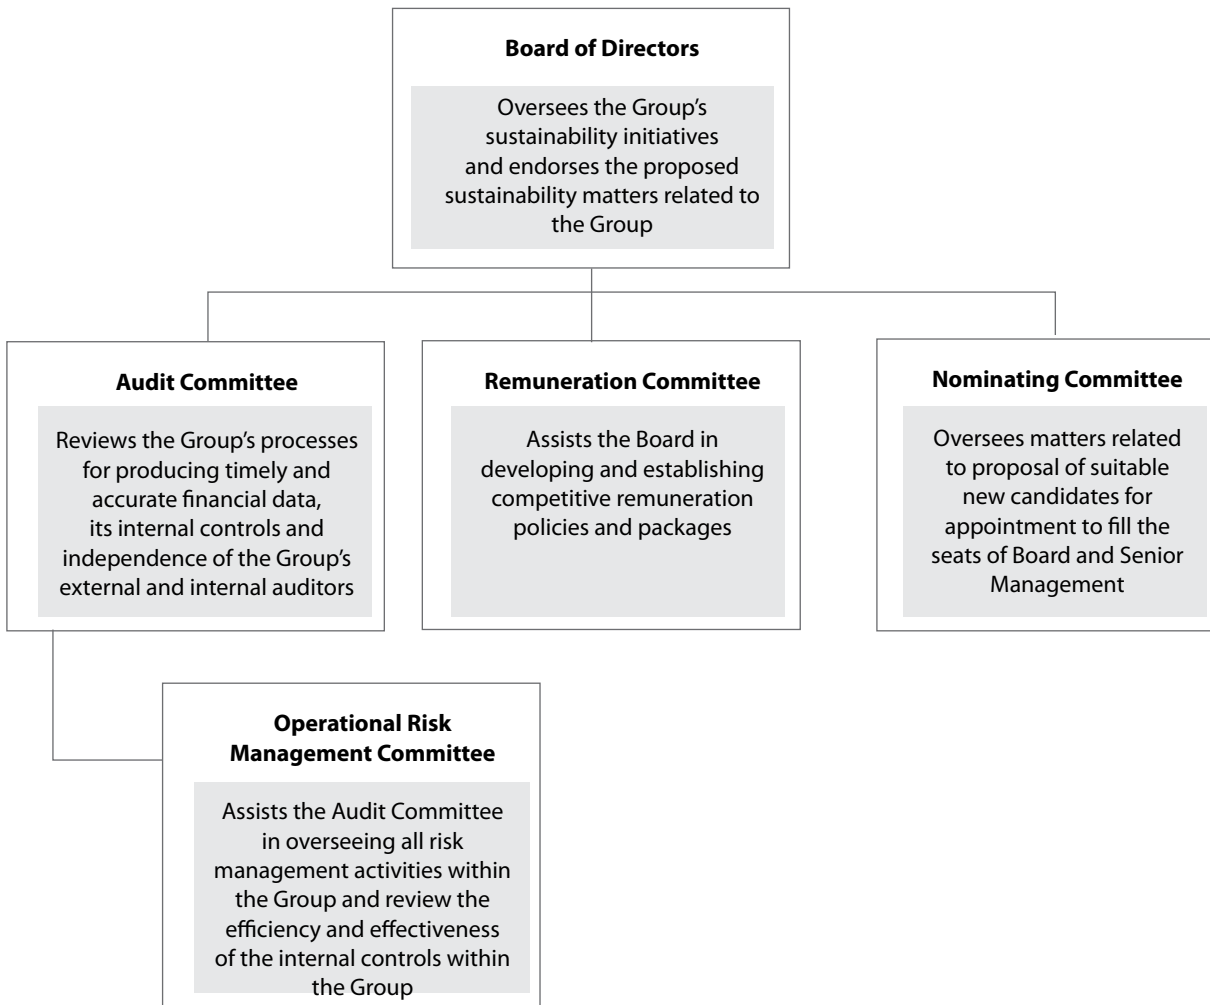 Board of Directors
Oversees the Group’s
sustainability initiatives
and endorses the proposed
sustainability matters related to
the Group
Audit Committee
Reviews the Group’s processes
for producing timely and
accurate financial data,
its internal controls and
independence of the Group’s
external and internal auditors
Remuneration Committee
Assists the Board in
developing and establishing
competitive remuneration
policies and packages
Nominating Committee
Oversees matters related
to proposal of suitable
new candidates for
appointment to fill the
seats of Board and Senior
Management
Operational Risk
Management Committee
Assists the Audit Committee
in overseeing all risk
management activities within
the Group and review the
efficiency and effectiveness
of the internal controls within
the Group